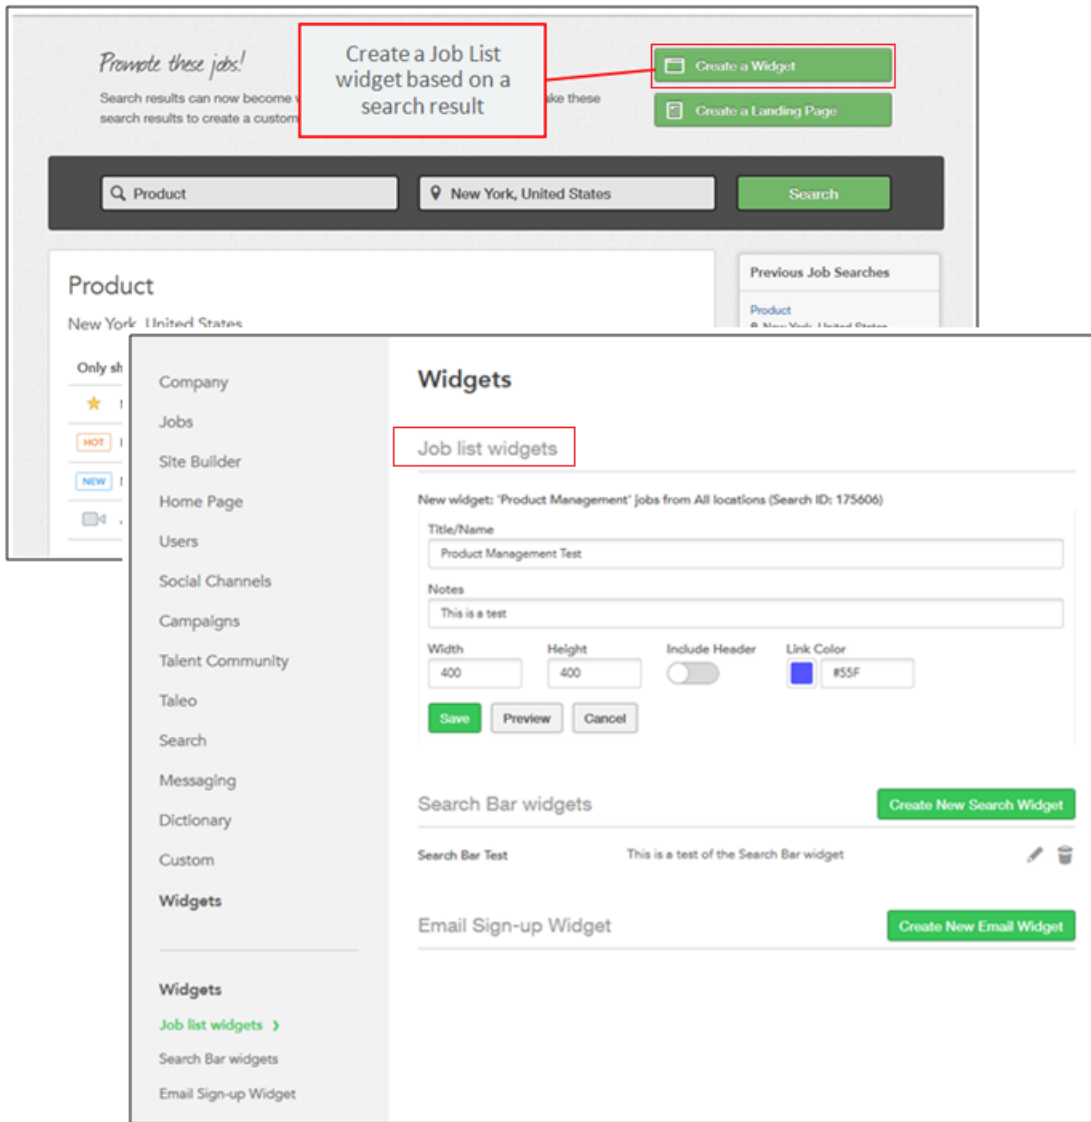 Promote these jobs!
Create a Job List
widget based on a
search result
Create a Widget
Search results can now become
ake these
search results to create a custom
Create a Landing Page
Product
New York, United States
Search
Product
New York, United States
Previous Job Searches
Product
New York, United States
Only sh
HOT
NEW
Company
Jobs
Site Builder
Home Page
Users
Social Channels
Campaigns
Talent Community
Taleo
Search
Messaging
Dictionary
Custom
Widgets
Widgets
Job list widgets
Search Bar widgets
Email Sign-up Widget
Widgets
Job list widgets
New widget: 'Product Management' jobs from All locations (Search ID: 175606)
Title/Name
Product Management Test
Notes
This is a test
Width Height Include Header Link Color
400 400 #55F
Save Preview Cancel
Search Bar widgets Create New Search Widget
Search Bar Test This is a test of the Search Bar widget
Email Sign-up Widget Create New Email Widget